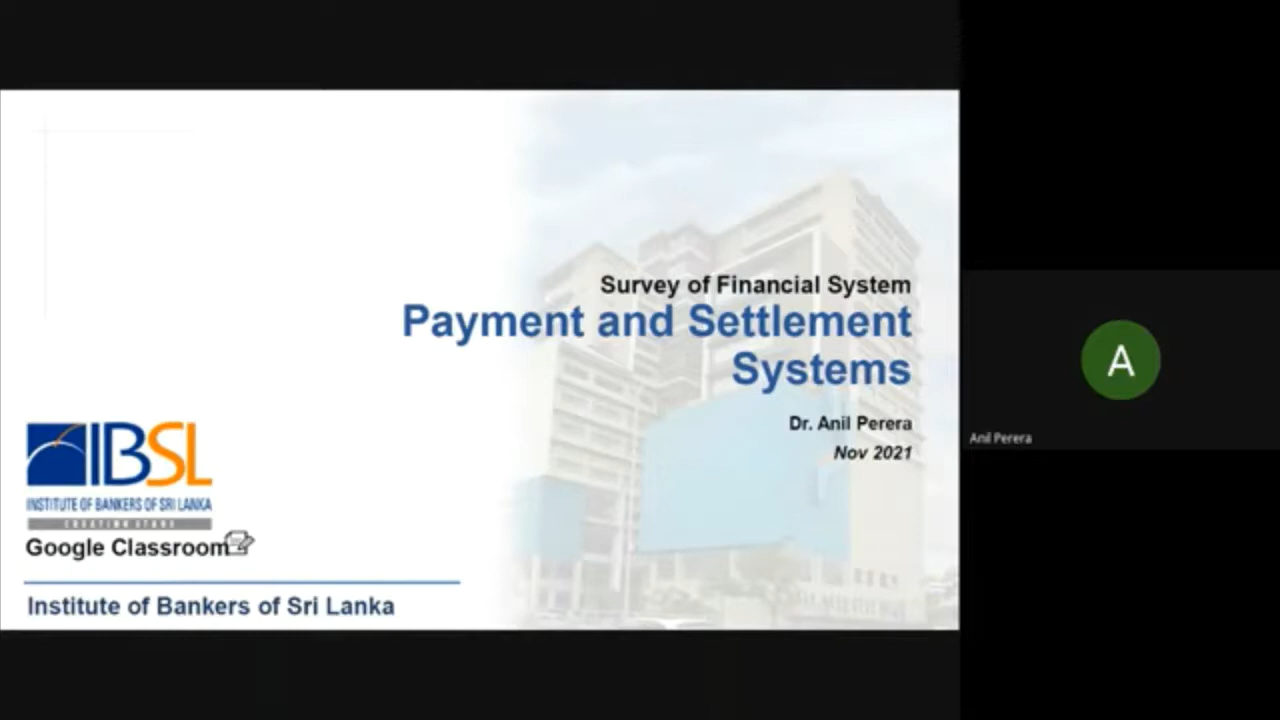 Survey of Financial System
Payment and Settlement
Systems
Dr. Anil Perera
Nov 2021
IBSL
INSTITUTE OF BANKERS OF SRI LANKA
Google Classroom
Institute of Bankers of Sri Lanka
A
Anil Perera